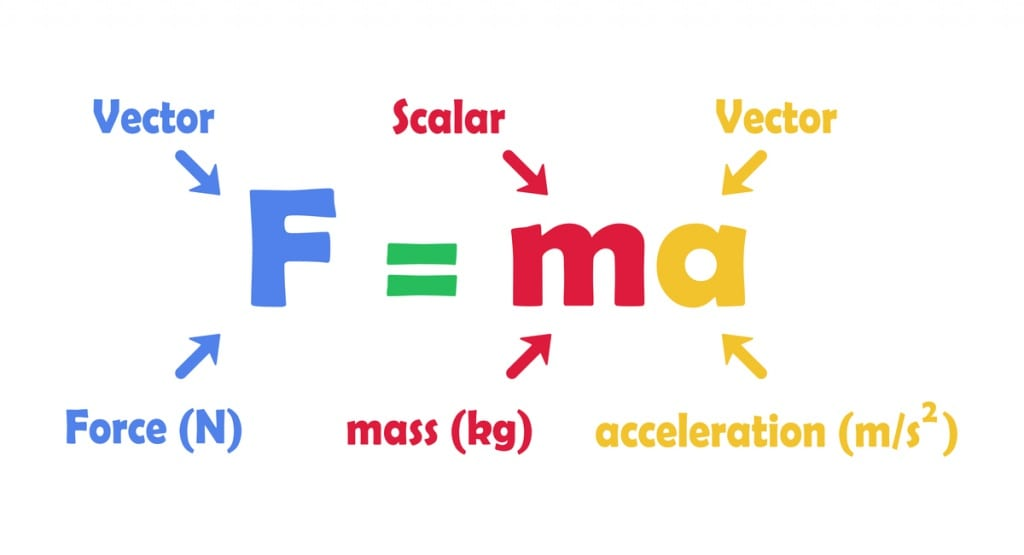 Vector Scalar Vector
F = ma
Force (N) mass (kg) acceleration (m/s²)